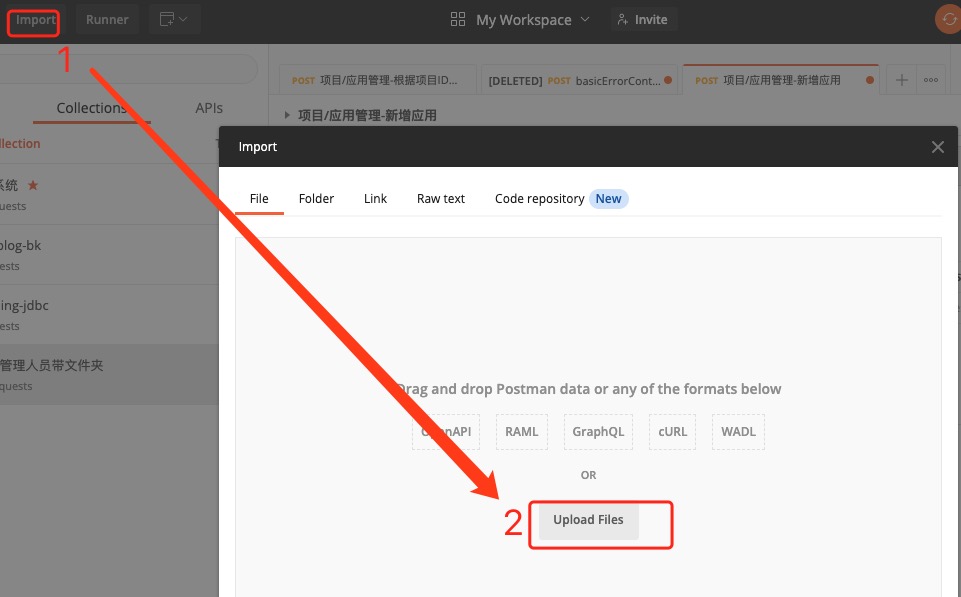 Import Runner My Workspace Invite
1
POST 项目/应用管理-根据项目ID... [DELETED] POST basicErrorCont... POST 项目/应用管理-新增应用
Collections APIs
项目/应用管理-新增应用
llection
系统
uests
blog-bk
ests
ing-jdbc
ests
管理人员带文件夹
quests
Import
File Folder Link Raw text Code repository New
Drag and drop Postman data or any of the formats below
OpenAPI RAML GraphQL cURL WADL
OR
2 Upload Files